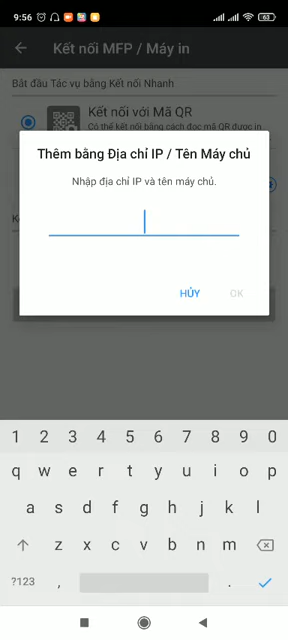 9:56
63
Kết nối MFP / Máy in
Bắt đầu Tác vụ bằng Kết nối Nhanh
Kết nối với Mã QR
Có thể kết nối bằng cách đọc mã QR được in
Thêm bằng Địa chỉ IP / Tên Máy chủ
Nhập địa chỉ IP và tên máy chủ.
HỦY OK
1 2 3 4 5 6 7 8 9 0
q w e r t y u i o p
a s d f g h j k l
z x c v b n m
?123 , .